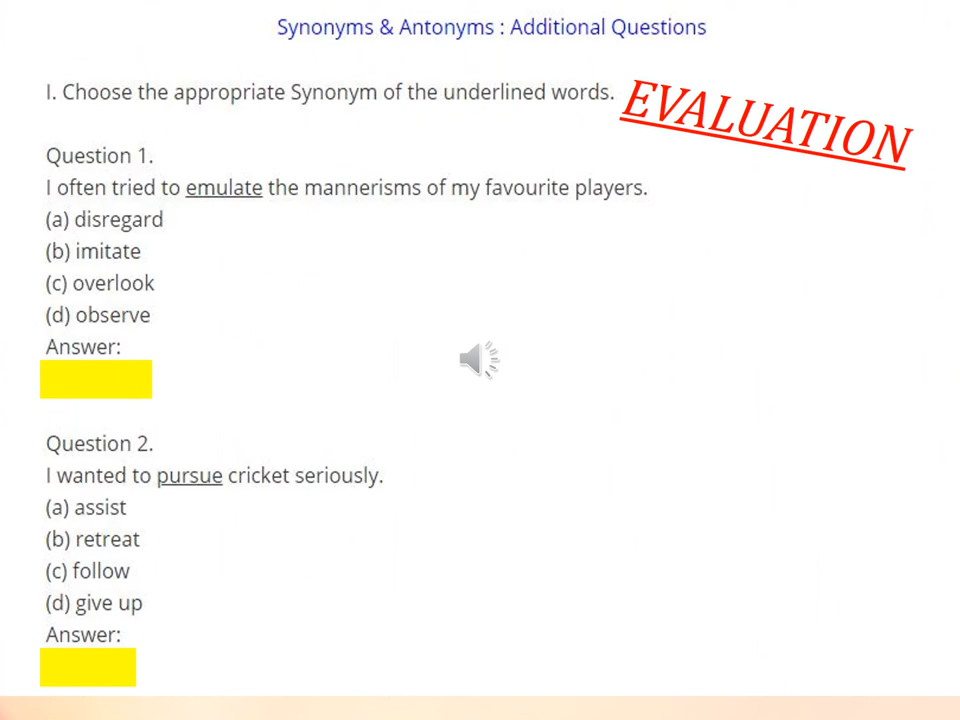 Synonyms & Antonyms : Additional Questions
I. Choose the appropriate Synonym of the underlined words.
EVALUATION
Question 1.
I often tried to emulate the mannerisms of my favourite players.
(a) disregard
(b) imitate
(c) overlook
(d) observe
Answer:
Question 2.
I wanted to pursue cricket seriously.
(a) assist
(b) retreat
(c) follow
(d) give up
Answer: